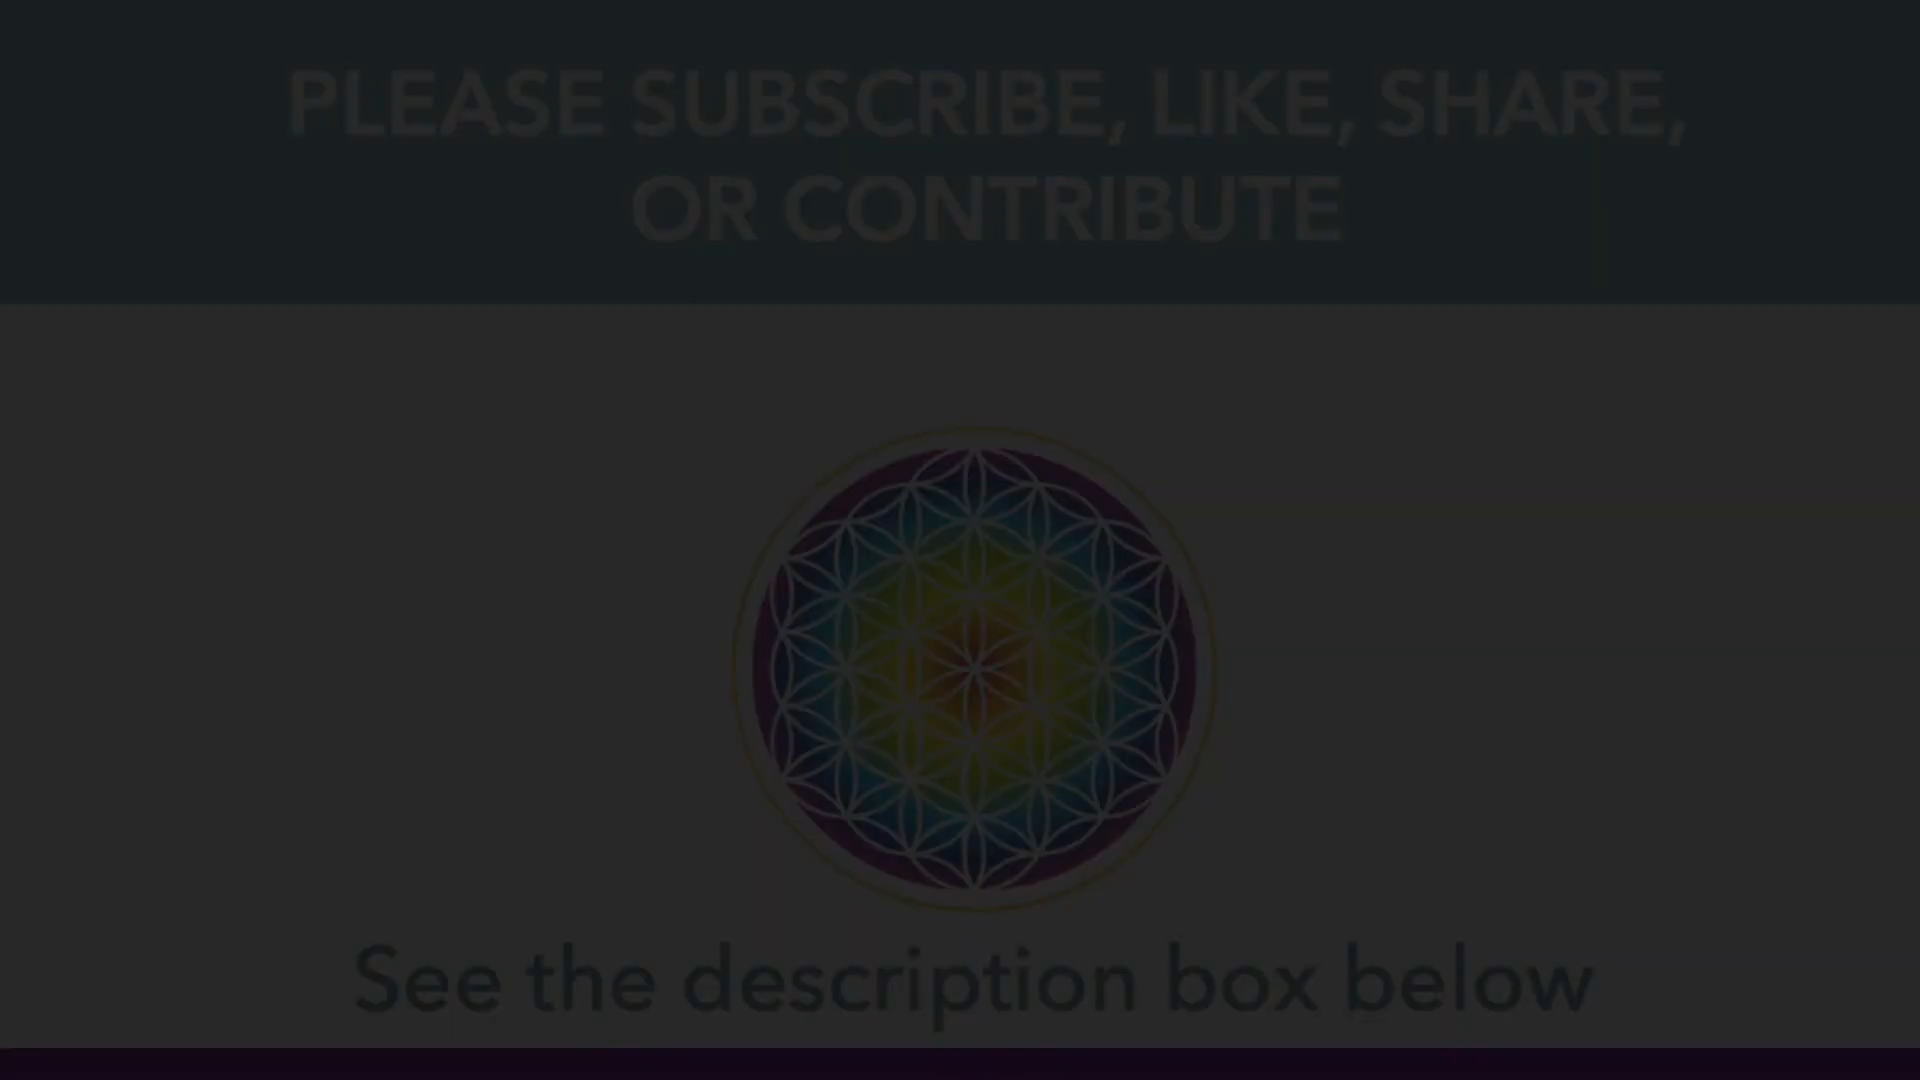 PLEASE SUBSCRIBE, LIKE, SHARE,
OR CONTRIBUTE
See the description box below